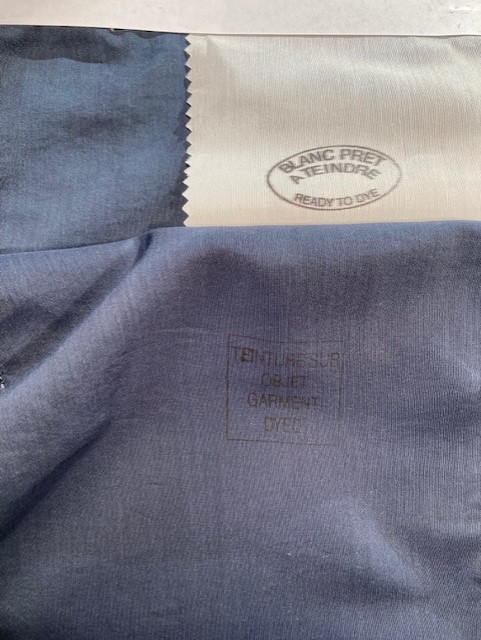 BLANC PRET
A TEINDRE
READY TO DYE
TEINTURE SUR
OBJET
GARMENT
DYED